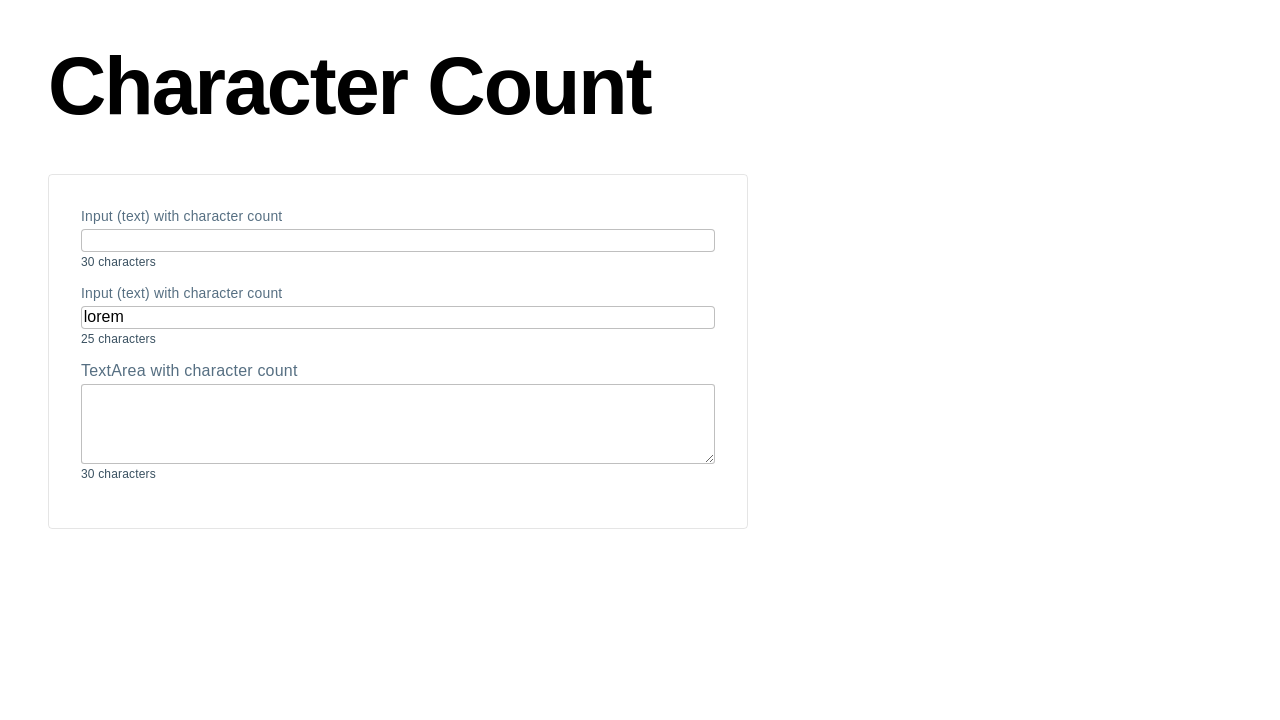 Character Count
Input (text) with character count
30 characters
Input (text) with character count
lorem
25 characters
TextArea with character count
30 characters